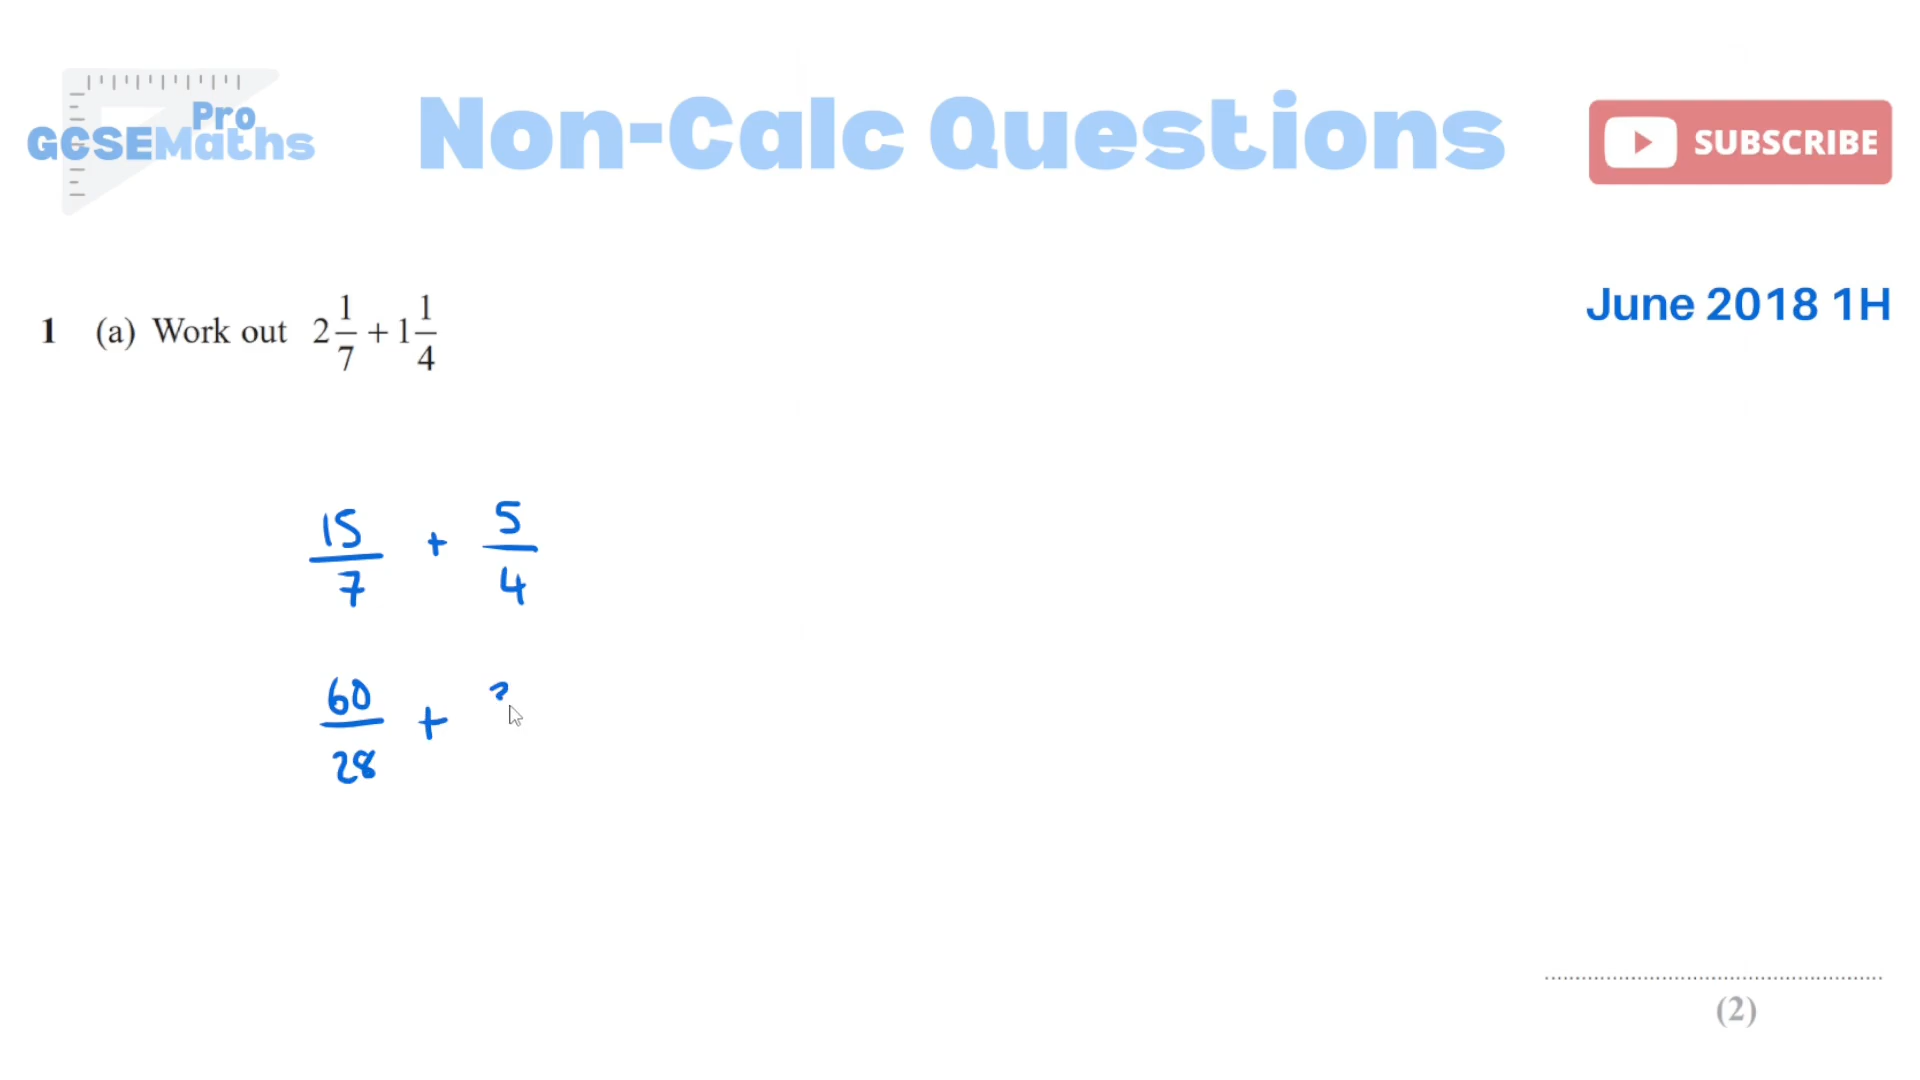 Pro
GCSEMaths
Non-Calc Questions
SUBSCRIBE
June 2018 1H
1 (a) Work out 2 1/7 + 1 1/4
15/7 + 5/4
60/28 +
(2)